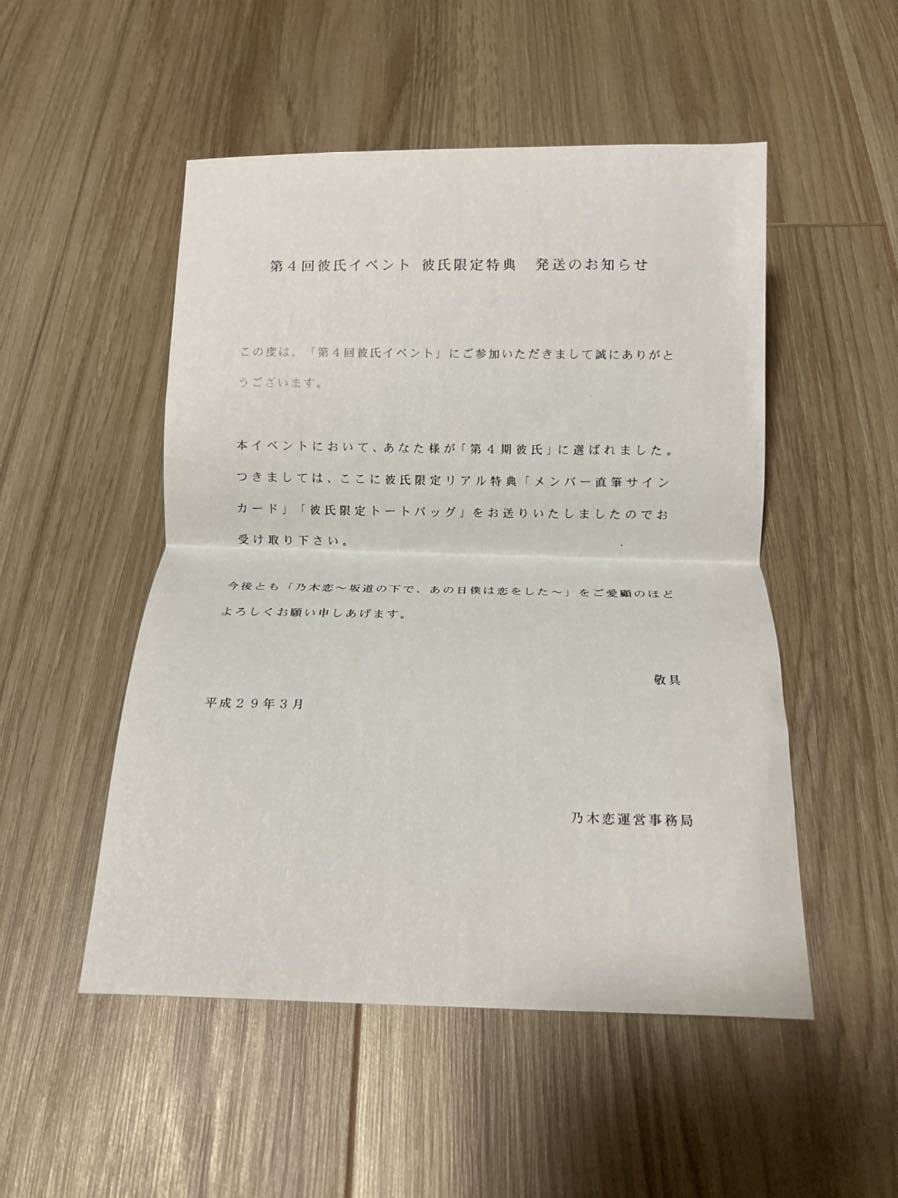 第４回彼氏イベント 彼氏限定特典　発送のお知らせ
この度は、「第４回彼氏イベント」にご参加いただきまして誠にありがと
うございます。
本イベントにおいて、あなた様が「第４期彼氏」に選ばれました。
つきましては、ここに彼氏限定リアル特典「メンバー直筆サイン
カード」「彼氏限定トートバッグ」をお送りいたしましたのでお
受け取り下さい。
今後とも「乃木恋～坂道の下で、あの日僕は恋をした～」をご愛顧のほど
よろしくお願い申しあげます。
敬具
平成２９年３月
乃木恋運営事務局